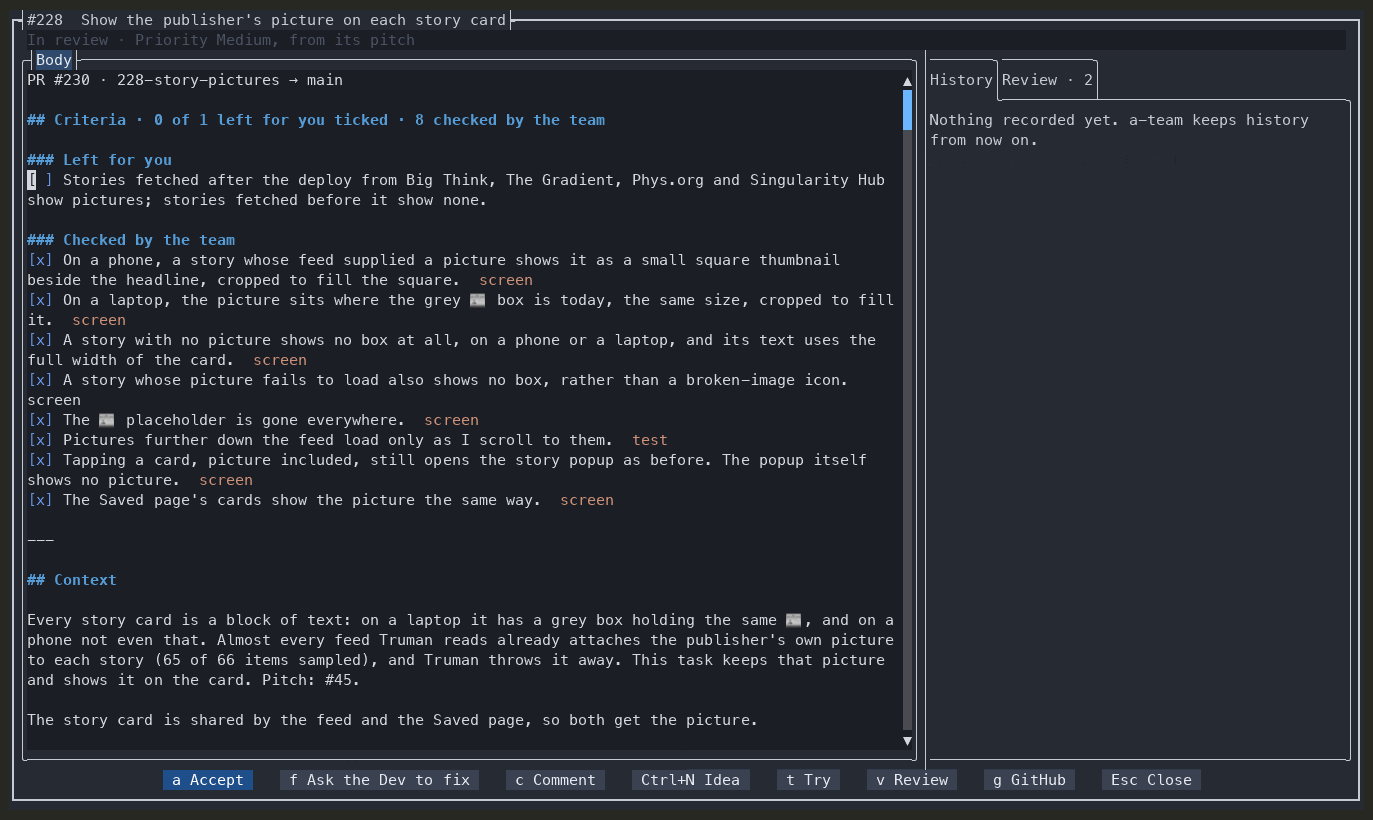 #228  Show the publisher's picture on each story card
In review · Priority Medium, from its pitch
Body
PR #230 · 228-story-pictures → main
## Criteria · 0 of 1 left for you ticked · 8 checked by the team
### Left for you
[ ] Stories fetched after the deploy from Big Think, The Gradient, Phys.org and Singularity Hub
show pictures; stories fetched before it show none.
### Checked by the team
[x] On a phone, a story whose feed supplied a picture shows it as a small square thumbnail
beside the headline, cropped to fill the square.  screen
[x] On a laptop, the picture sits where the grey 📰 box is today, the same size, cropped to fill
it.  screen
[x] A story with no picture shows no box at all, on a phone or a laptop, and its text uses the
full width of the card.  screen
[x] A story whose picture fails to load also shows no box, rather than a broken-image icon.
screen
[x] The 📰 placeholder is gone everywhere.  screen
[x] Pictures further down the feed load only as I scroll to them.  test
[x] Tapping a card, picture included, still opens the story popup as before. The popup itself
shows no picture.  screen
[x] The Saved page's cards show the picture the same way.  screen
---
## Context
Every story card is a block of text: on a laptop it has a grey box holding the same 📰, and on a
phone not even that. Almost every feed Truman reads already attaches the publisher's own picture
to each story (65 of 66 items sampled), and Truman throws it away. This task keeps that picture
and shows it on the card. Pitch: #45.
The story card is shared by the feed and the Saved page, so both get the picture.
History
Review · 2
Nothing recorded yet. a-team keeps history
from now on.
a Accept
f Ask the Dev to fix
c Comment
Ctrl+N Idea
t Try
v Review
g GitHub
Esc Close